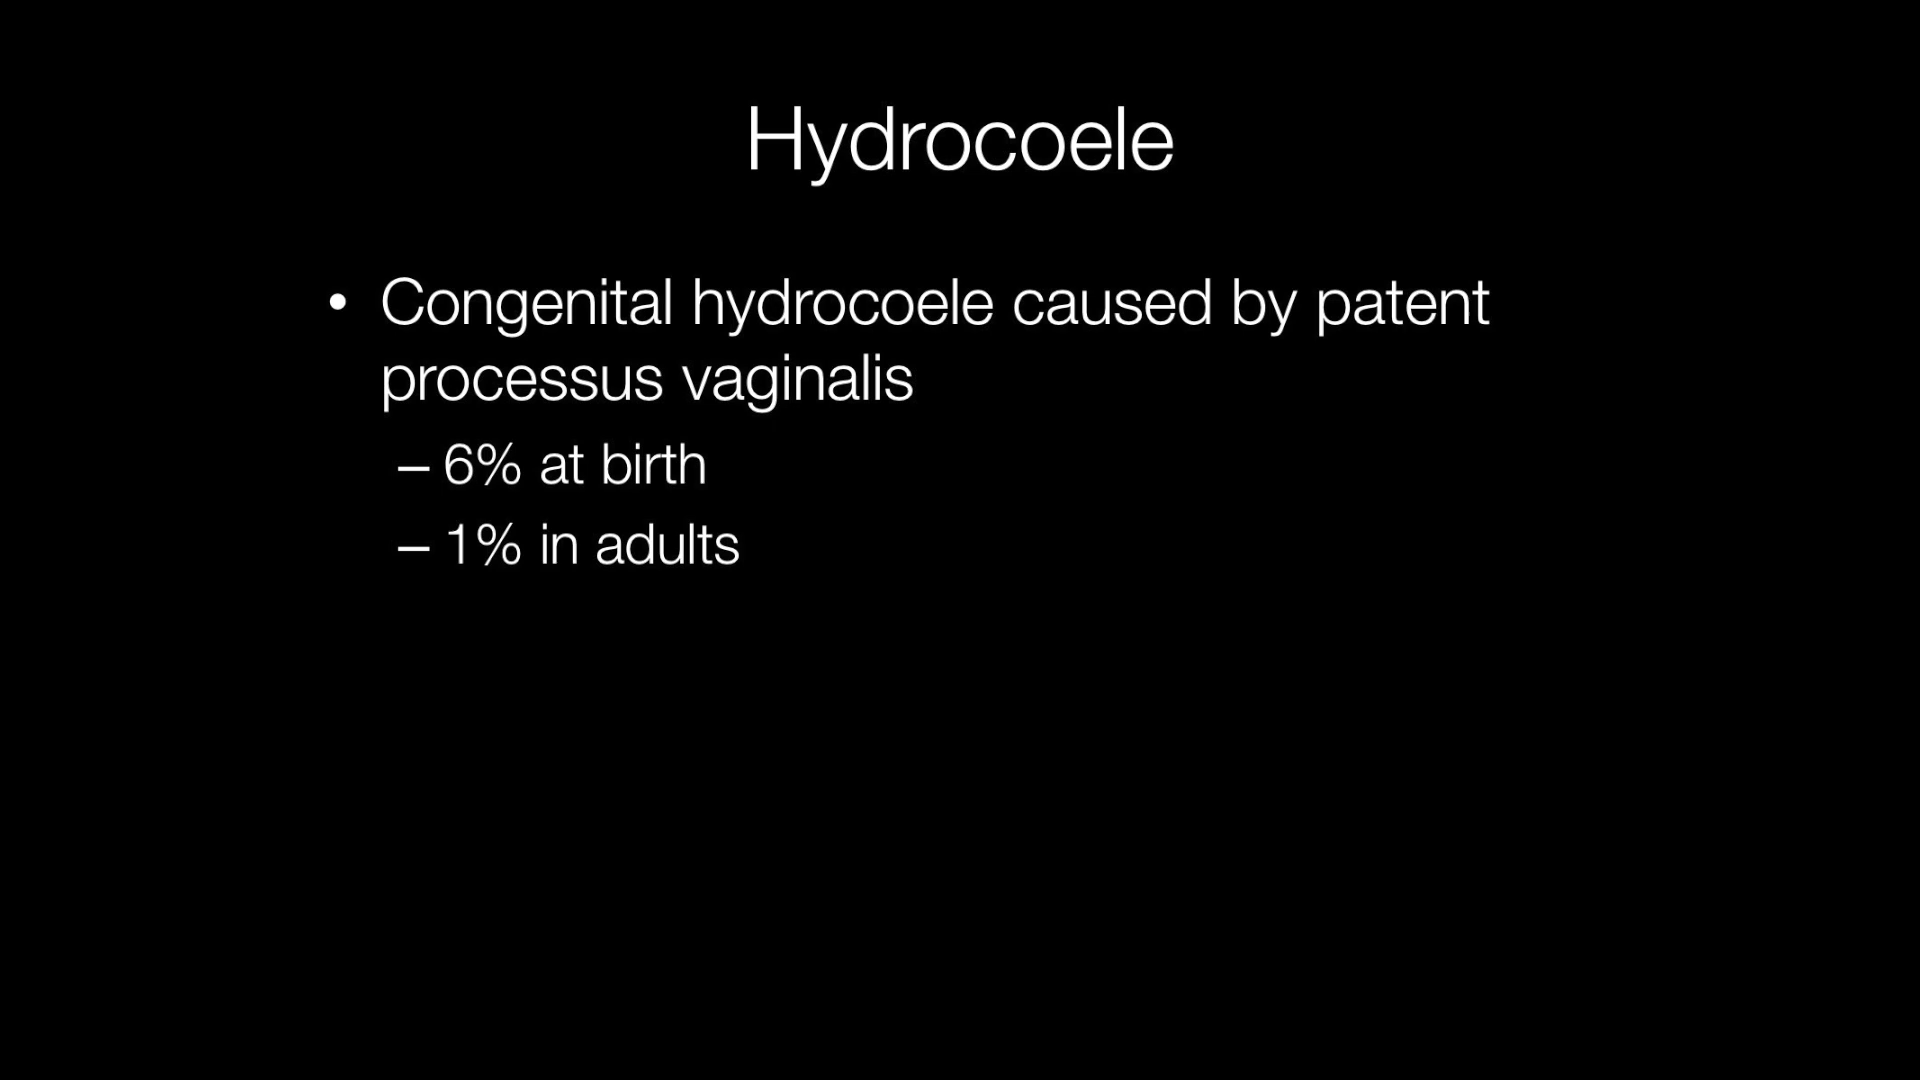 Hydrocoele
• Congenital hydrocoele caused by patent
processus vaginalis
– 6% at birth
– 1% in adults